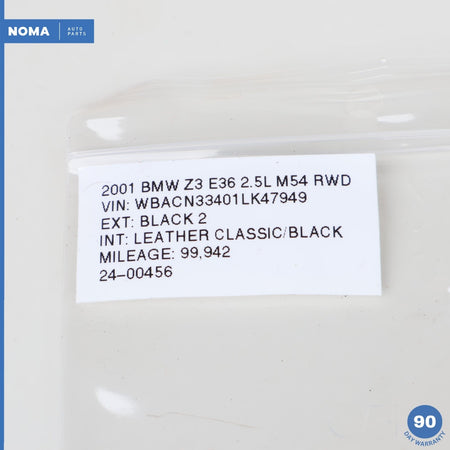 NOMA AUTO PARTS
2001 BMW Z3 E36 2.5L M54 RWD
VIN: WBACN33401LK47949
EXT: BLACK 2
INT: LEATHER CLASSIC/BLACK
MILEAGE: 99,942
24-00456
90
DAY WARRANTY